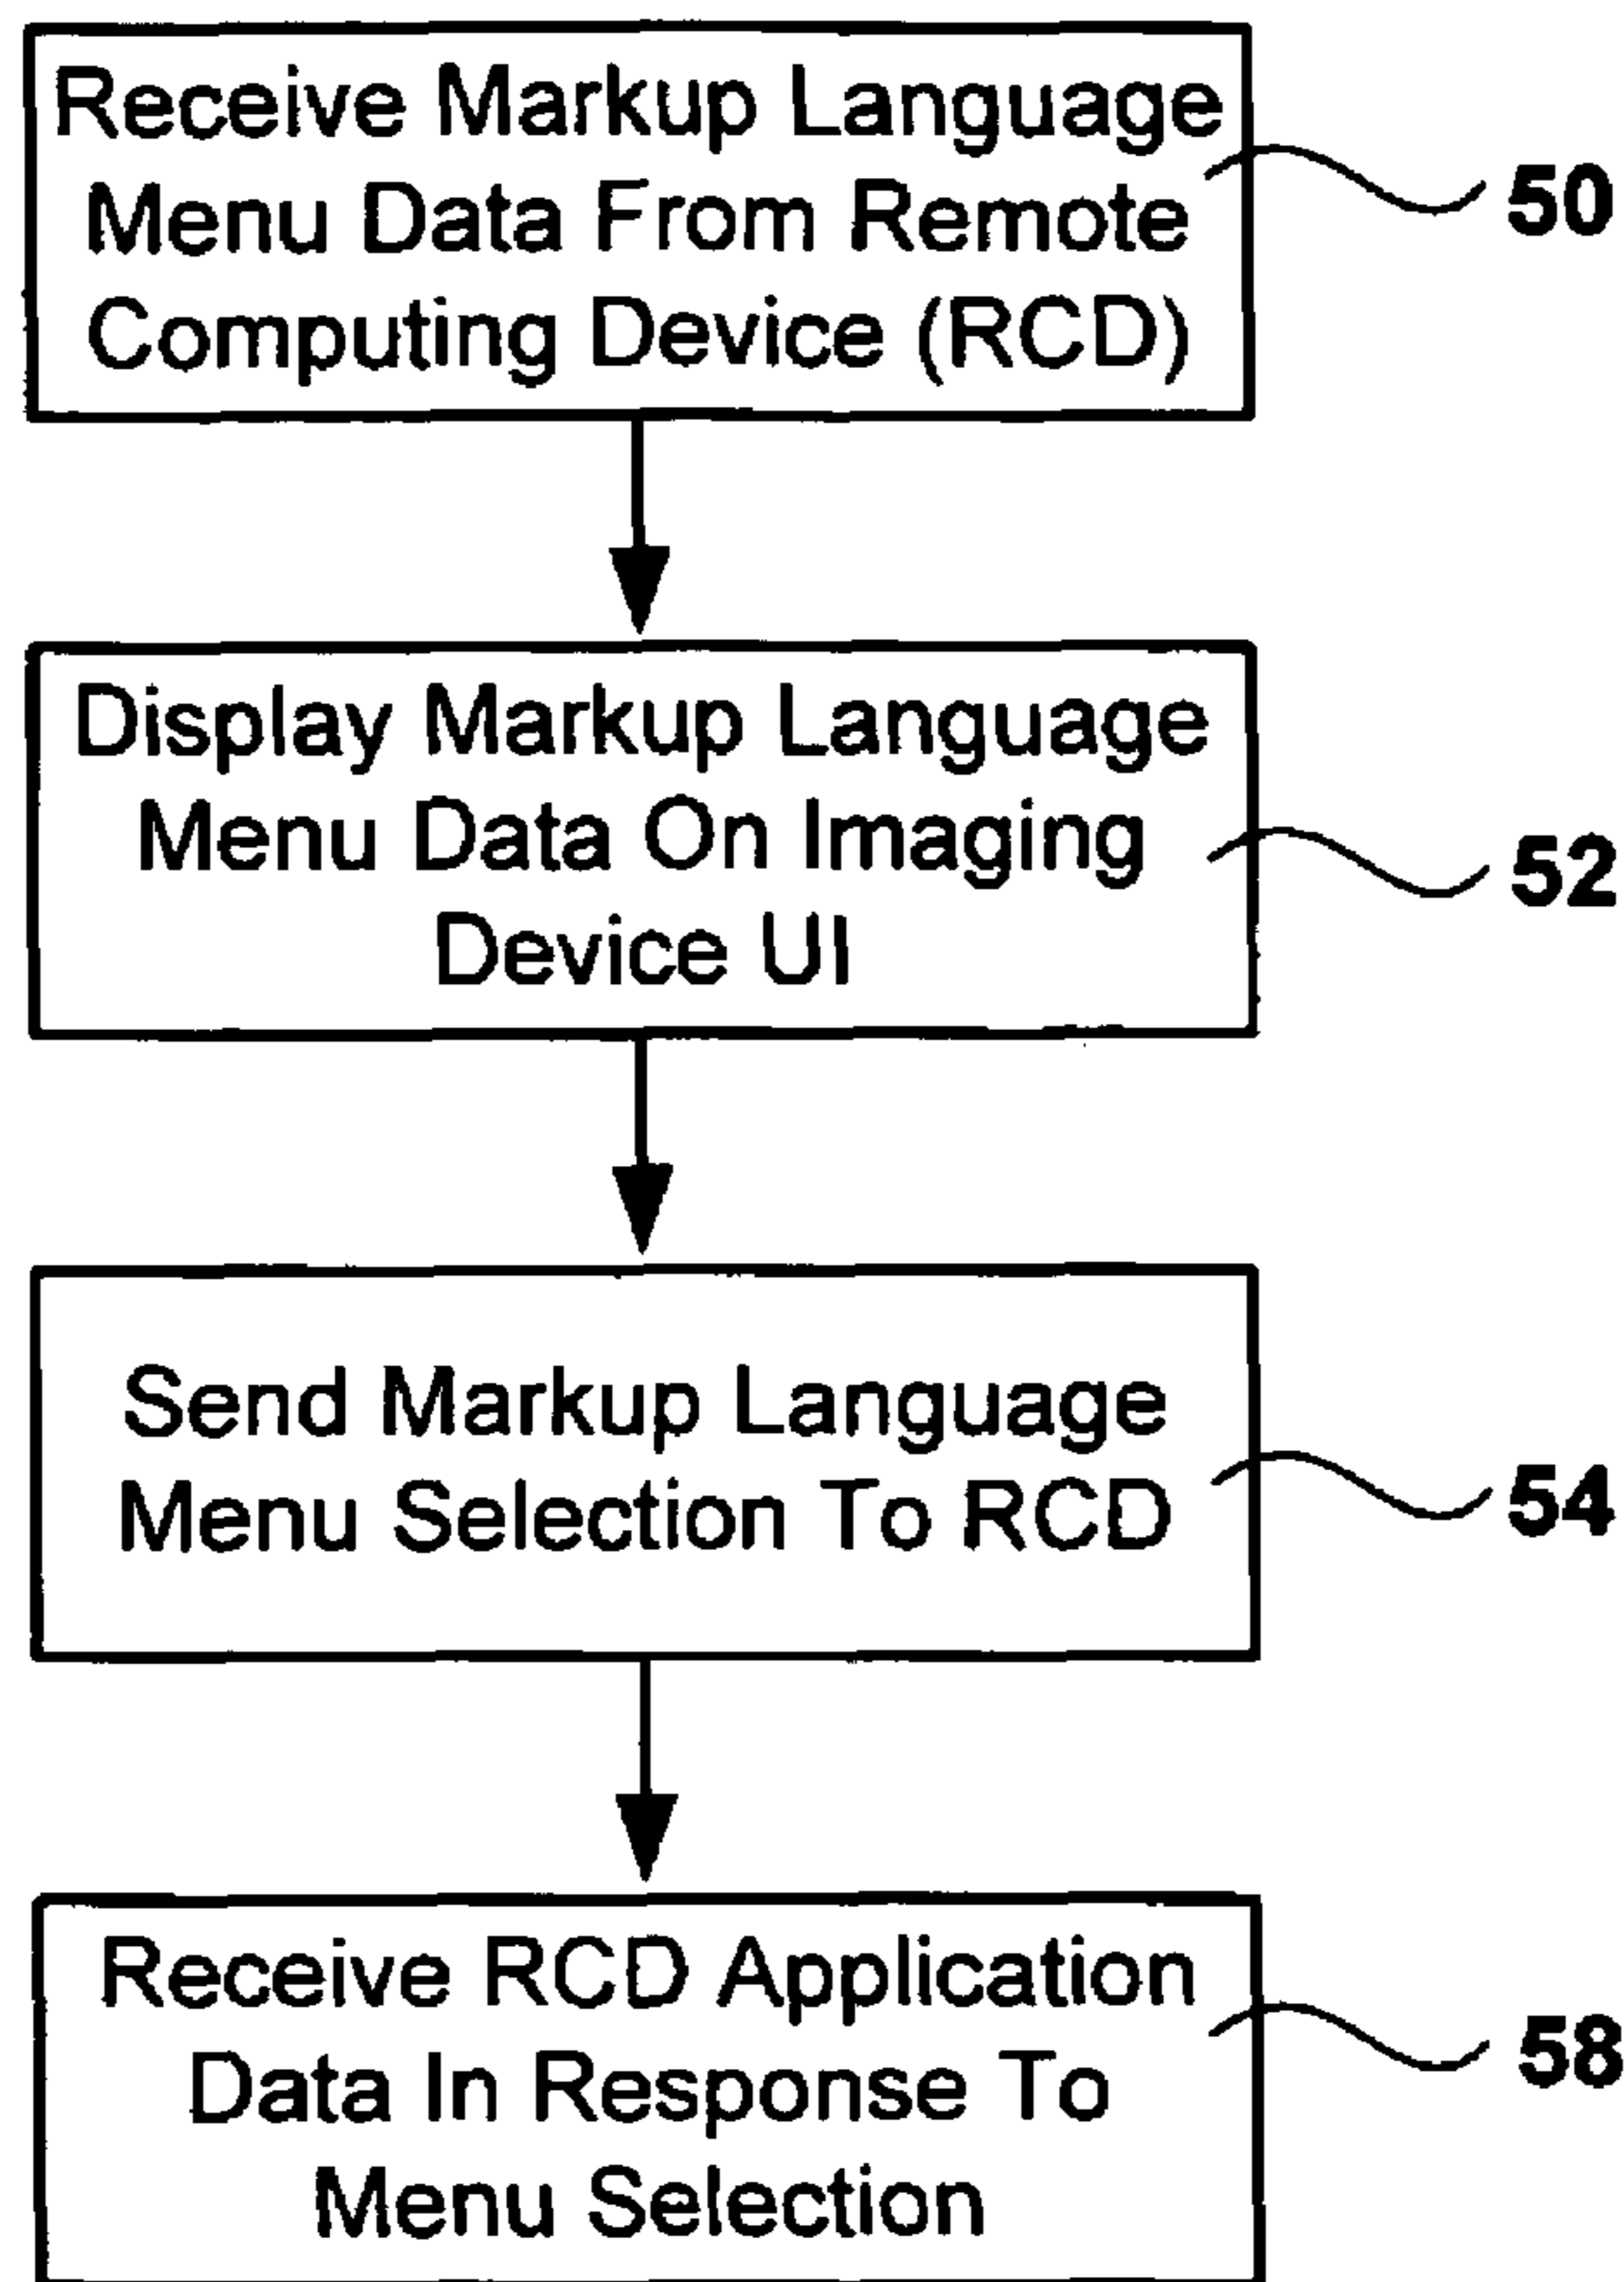 Receive Markup Language
Menu Data From Remote
Computing Device (RCD)
50
Display Markup Language
Menu Data On Imaging
Device UI
52
Send Markup Language
Menu Selection To RCD
54
Receive RCD Application
Data In Response To
Menu Selection
58